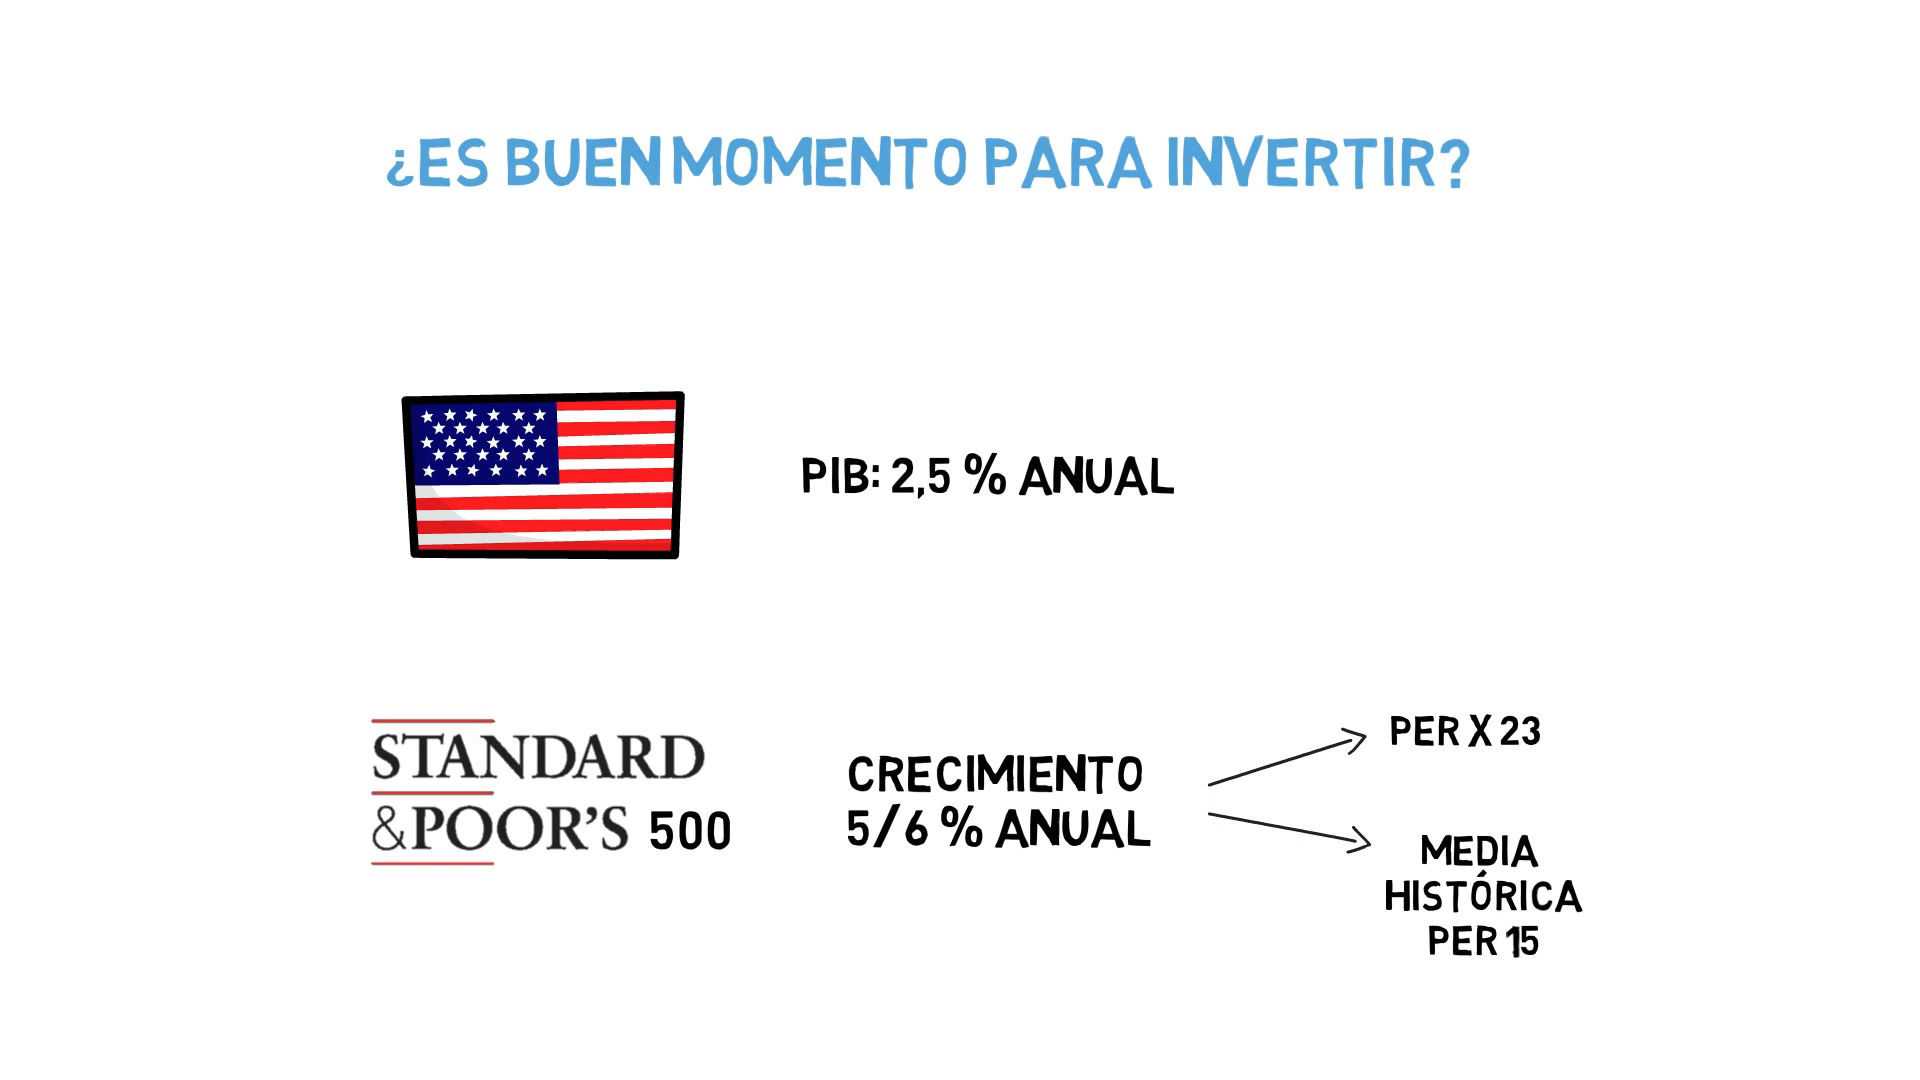 ¿ES BUEN MOMENTO PARA INVERTIR?
PIB: 2,5 % ANUAL
STANDARD
&POOR'S 500
CRECIMIENTO
5/6 % ANUAL
PER X 23
MEDIA
HISTÓRICA
PER 15